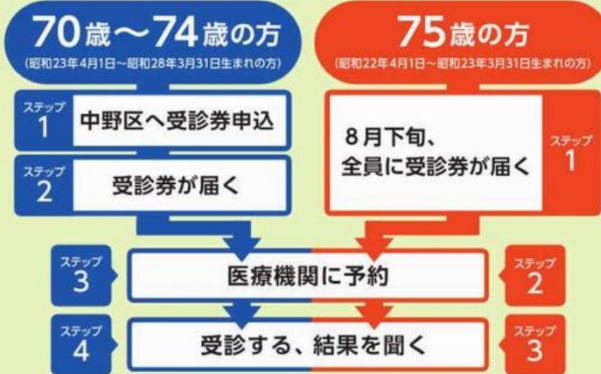 70歳～74歳の方
(昭和23年4月1日～昭和28年3月31日生まれの方)
ステップ
1
中野区へ受診券申込
ステップ
2
受診券が届く
75歳の方
(昭和22年4月1日～昭和23年3月31日生まれの方)
8月下旬、
全員に受診券が届く
ステップ
1
ステップ
3
医療機関に予約
ステップ
2
ステップ
4
受診する、結果を聞く
ステップ
3